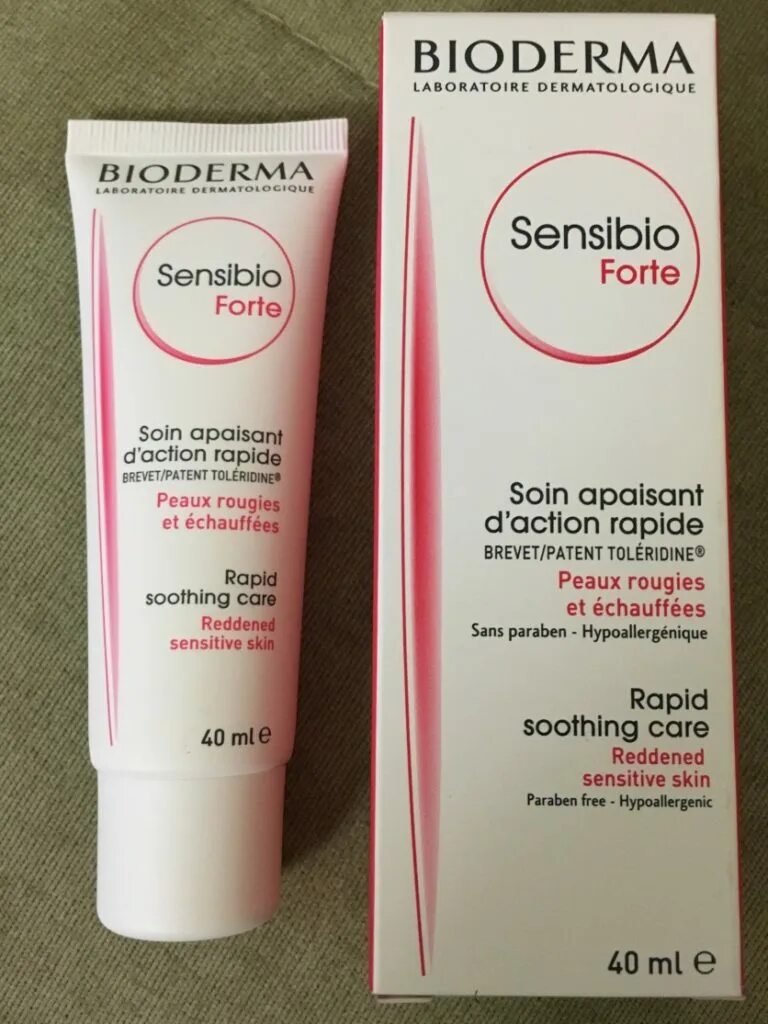 BIODERMA
LABORATOIRE DERMATOLOGIQUE
Sensibio
Forte
Soin apaisant
d'action rapide
BREVET/PATENT TOLÉRIDINE®
Peaux rougies
et échauffées
Rapid
soothing care
Reddened
sensitive skin
40 ml e
BIODERMA
LABORATOIRE DERMATOLOGIQUE
Sensibio
Forte
Soin apaisant
d'action rapide
BREVET/PATENT TOLÉRIDINE®
Peaux rougies
et échauffées
Sans paraben - Hypoallergénique
Rapid
soothing care
Reddened
sensitive skin
Paraben free - Hypoallergenic
40 ml e